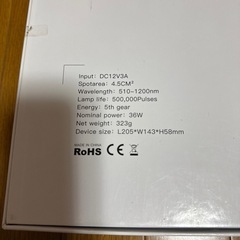 Input: DC12V3A
Spotarea: 4.5CM²
Wavelength: 510-1200nm
Lamp life: 500,000Pulses
Energy: 5th gear
Nominal power: 36W
Net weight: 323g
Device size: L205*W143*H58mm
RoHS CE FC